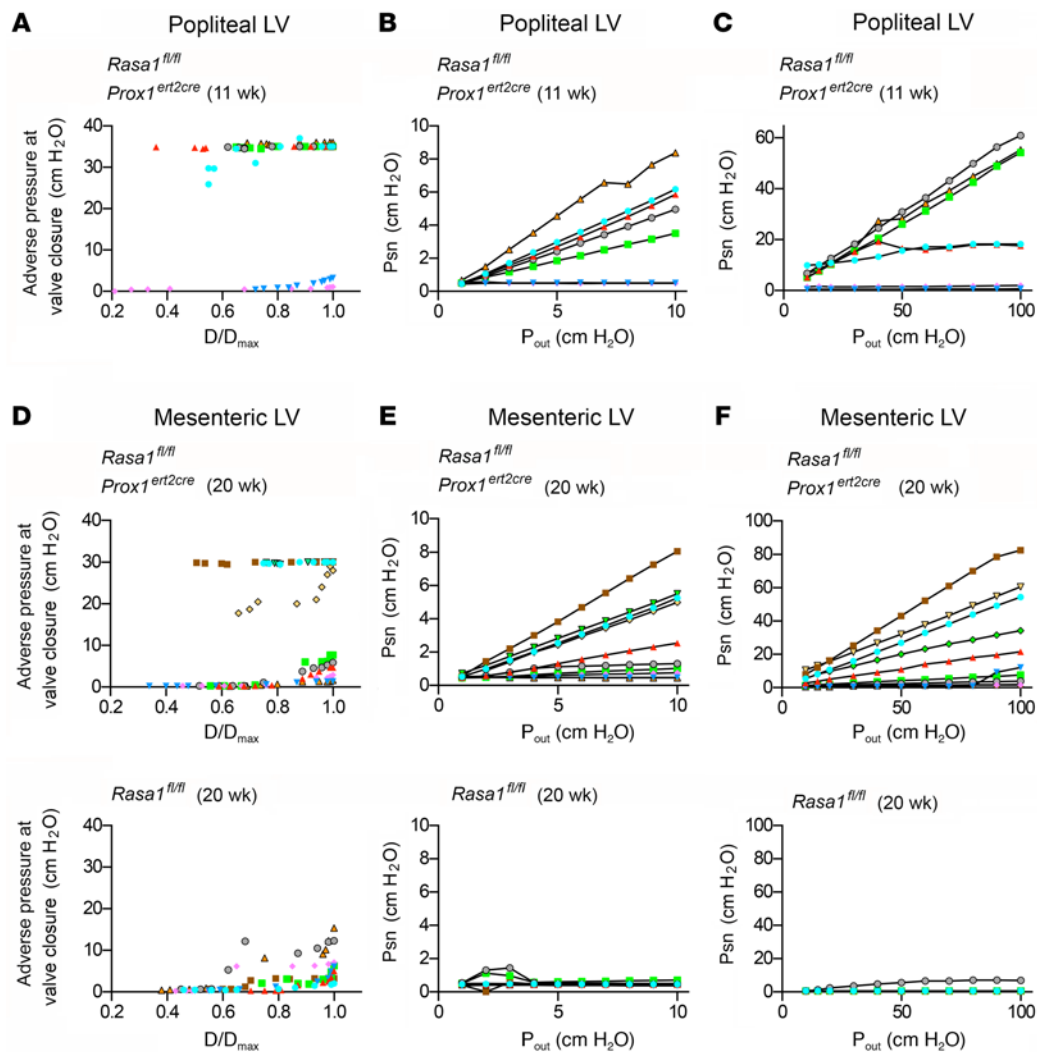 A
Popliteal LV
Rasa1fl/fl
Prox1ert2cre (11 wk)
Adverse pressure at
valve closure (cm H2O)
40
30
20
10
0
0.2 0.4 0.6 0.8 1.0
D/Dmax
B
Popliteal LV
Rasa1fl/fl
Prox1ert2cre (11 wk)
Psn (cm H2O)
10
8
6
4
2
0
0 5 10
Pout (cm H2O)
C
Popliteal LV
Rasa1fl/fl
Prox1ert2cre (11 wk)
Psn (cm H2O)
60
40
20
0
0 50 100
Pout (cm H2O)
D
Mesenteric LV
Rasa1fl/fl
Prox1ert2cre (20 wk)
Adverse pressure at
valve closure (cm H2O)
40
30
20
10
0
0.2 0.4 0.6 0.8 1.0
D/Dmax
E
Mesenteric LV
Rasa1fl/fl
Prox1ert2cre (20 wk)
Psn (cm H2O)
10
8
6
4
2
0
0 5 10
Pout (cm H2O)
F
Mesenteric LV
Rasa1fl/fl
Prox1ert2cre (20 wk)
Psn (cm H2O)
100
80
60
40
20
0
0 50 100
Pout (cm H2O)
Rasa1fl/fl (20 wk)
Adverse pressure at
valve closure (cm H2O)
40
30
20
10
0
0.2 0.4 0.6 0.8 1.0
D/Dmax
Rasa1fl/fl (20 wk)
Psn (cm H2O)
10
8
6
4
2
0
0 5 10
Pout (cm H2O)
Rasa1fl/fl (20 wk)
Psn (cm H2O)
100
80
60
40
20
0
0 50 100
Pout (cm H2O)